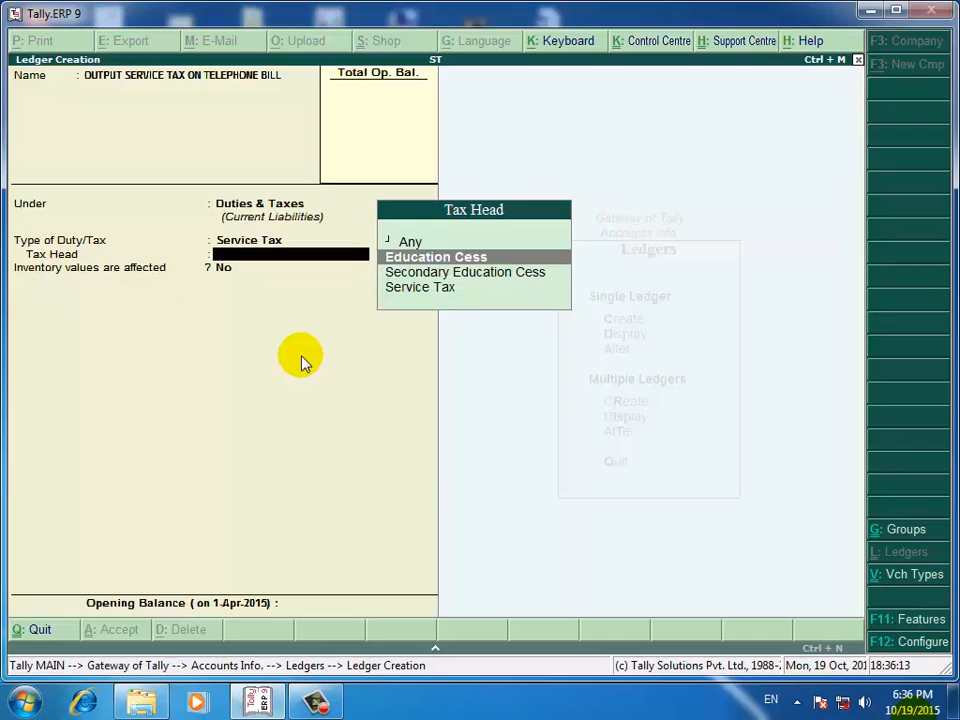 Tally.ERP 9
P: Print E: Export M: E-Mail O: Upload S: Shop G: Language K: Keyboard K: Control Centre H: Support Centre H: Help F3: Company
Ledger Creation ST Ctrl + M F3: New Cmp
Name : OUTPUT SERVICE TAX ON TELEPHONE BILL Total Op. Bal.
Under : Duties & Taxes
(Current Liabilities)
Type of Duty/Tax : Service Tax
Tax Head :
Inventory values are affected ? No
Tax Head
Any
Education Cess
Secondary Education Cess
Service Tax
Gateway of Tally
Accounts Info.
Ledgers
Single Ledger
Create
Display
Alter
Multiple Ledgers
CReate
DIsplay
AlTer
Quit
G: Groups
L: Ledgers
V: Vch Types
F11: Features
F12: Configure
Opening Balance ( on 1-Apr-2015) :
Q: Quit A: Accept D: Delete
Ctrl + N
Tally MAIN --> Gateway of Tally --> Accounts Info. --> Ledgers --> Ledger Creation (c) Tally Solutions Pvt. Ltd., 1988- Mon, 19 Oct, 201 18:36:13
Tally ERP 9
EN
6:36 PM
10/19/2015